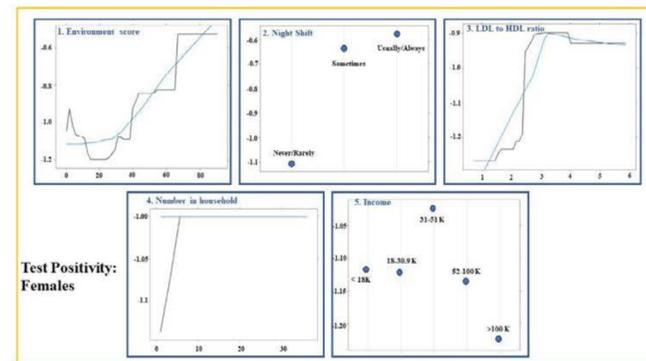 1. Environment score
-0.6
-0.8
1.0
1.2
0
20
40
60
80
2. Night Shift
-0.6
-0.7
-0.8
-0.9
-1.0
-1.1
Usually/Always
Sometimes
Never/Rarely
3. LDL to HDL ratio
-0.9
-1.0
-1.1
-1.2
1
2
3
4
5
6
4. Number in household
-1.00
-1.05
-1.1
0
10
20
30
5. Income
-1.05
-1.10
-1.15
-1.20
31-51 K
18-30.9 K
< 18K
52-100 K
>100 K
Test Positivity:
Females